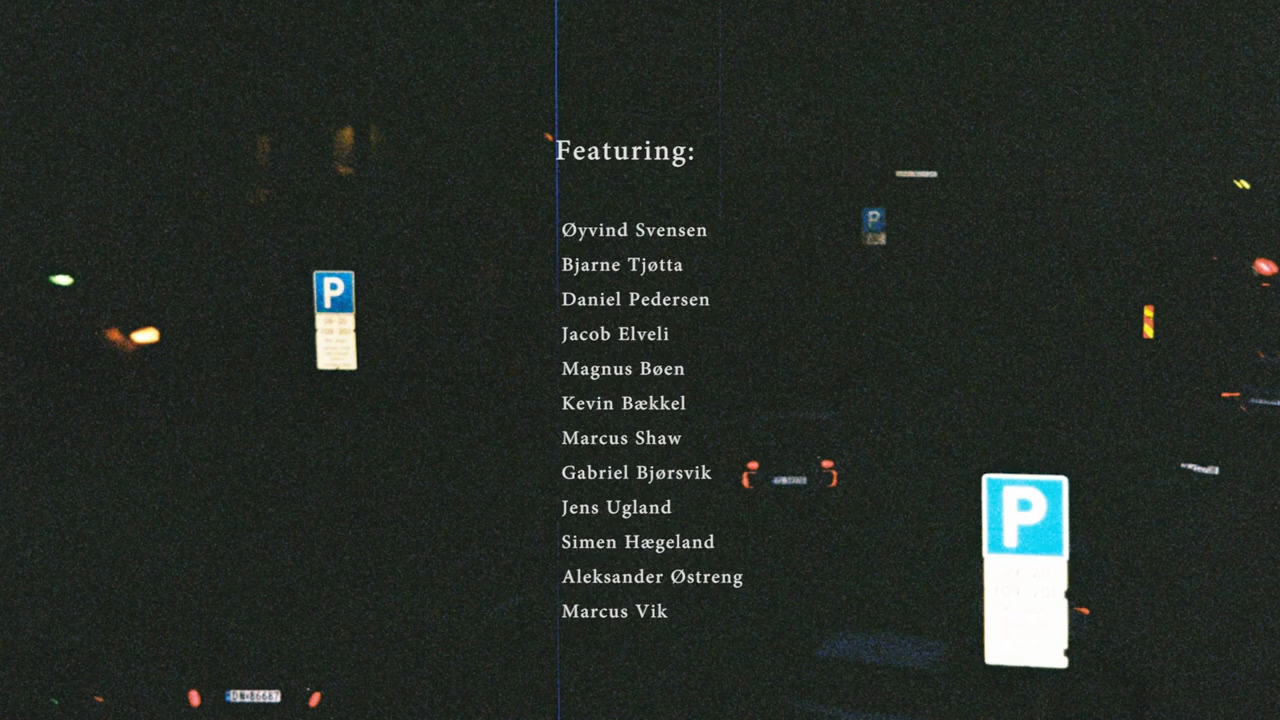 Featuring:
Øyvind Svensen
Bjarne Tjøtta
Daniel Pedersen
Jacob Elveli
Magnus Bøen
Kevin Bækkel
Marcus Shaw
Gabriel Bjørsvik
Jens Ugland
Simen Hægeland
Aleksander Østreng
Marcus Vik
P
P
P